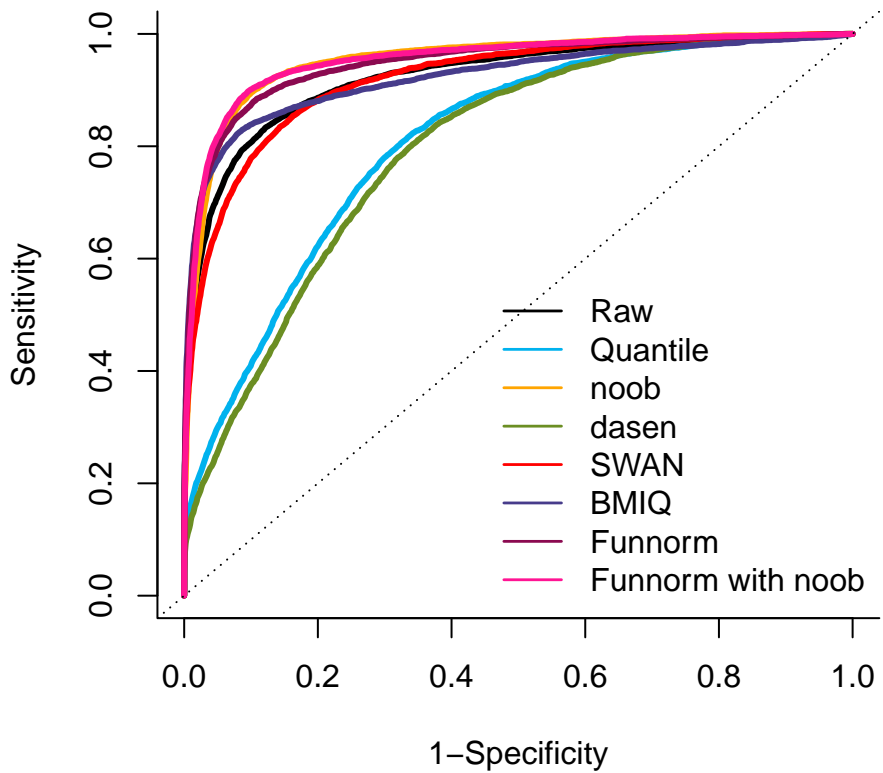 1.0
0.8
0.6
0.4
0.2
0.0
Sensitivity
Raw
Quantile
noob
dasen
SWAN
BMIQ
Funnorm
Funnorm with noob
0.0 0.2 0.4 0.6 0.8 1.0
1−Specificity